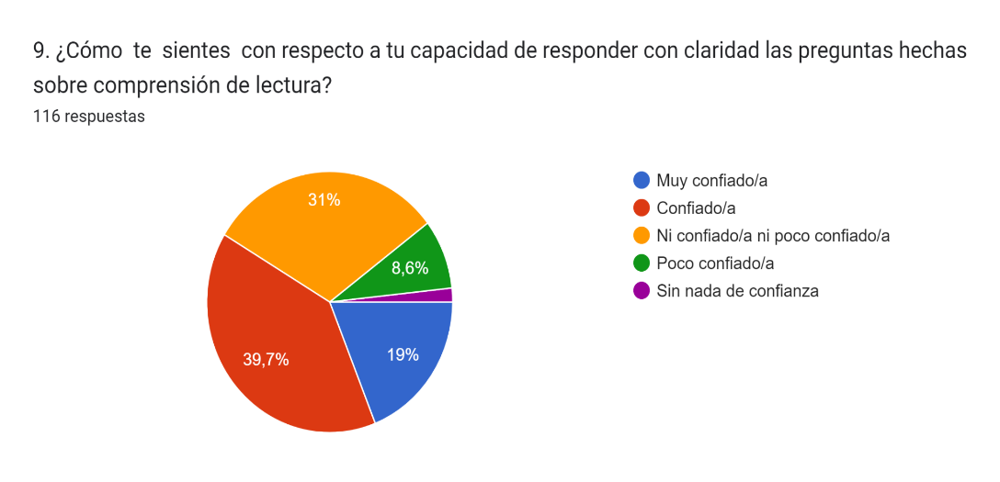 9. ¿Cómo te sientes con respecto a tu capacidad de responder con claridad las preguntas hechas
sobre comprensión de lectura?
116 respuestas
31%
8,6%
39,7%
19%
Muy confiado/a
Confiado/a
Ni confiado/a ni poco confiado/a
Poco confiado/a
Sin nada de confianza